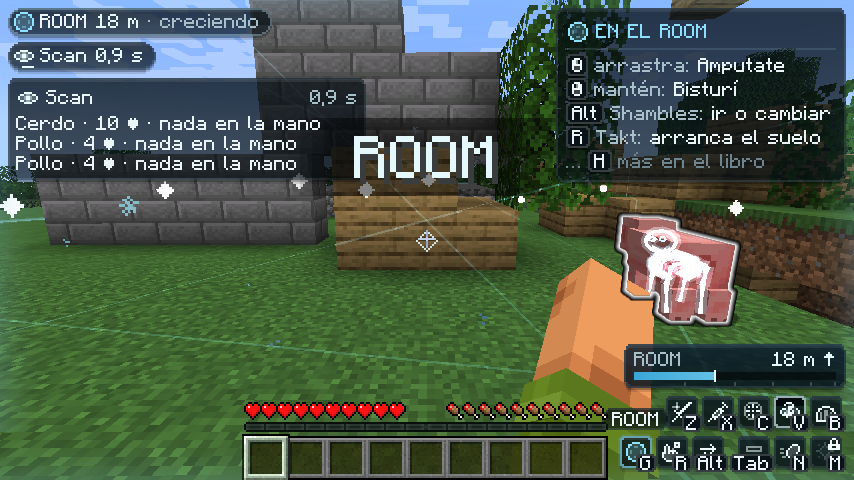 ROOM 18 m · creciendo
Scan 0,9 s
Scan 0,9 s
Cerdo · 10 ♥ · nada en la mano
Pollo · 4 ♥ · nada en la mano
Pollo · 4 ♥ · nada en la mano
ROOM
EN EL ROOM
arrastra: Amputate
mantén: Bisturí
Alt Shambles: ir o cambiar
R Takt: arranca el suelo
... H más en el libro
ROOM 18 m ↑
ROOM Z X C V B
G R Alt Tab N M